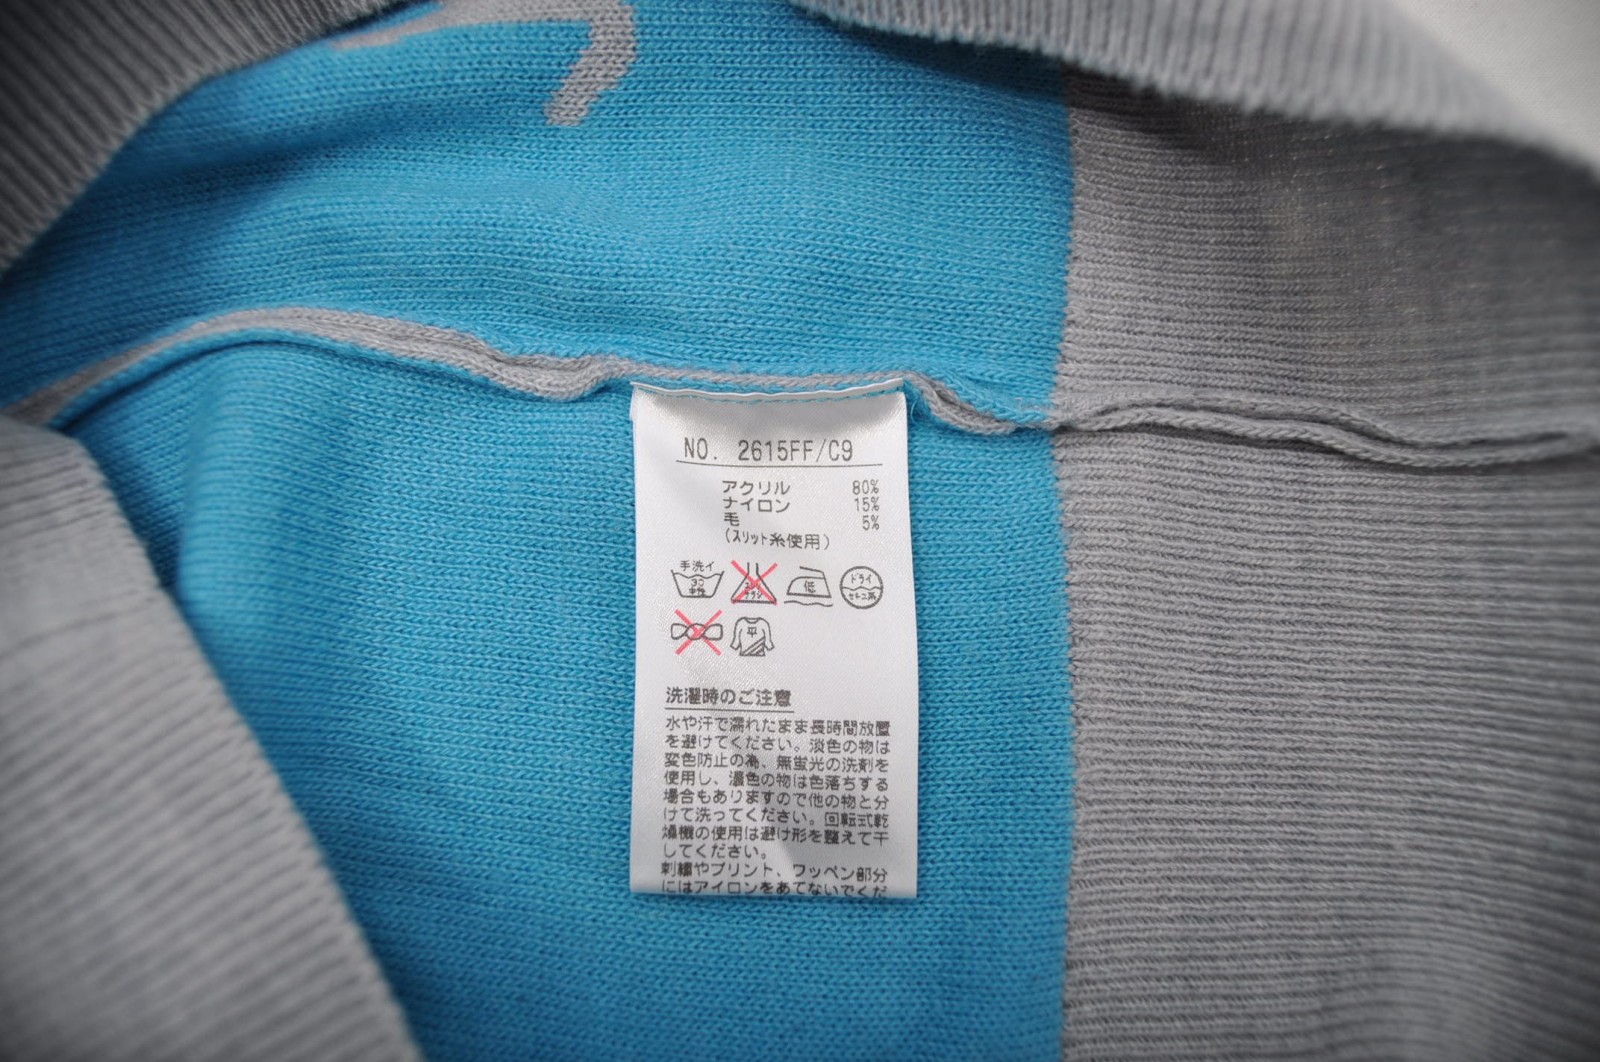 NO. 2615FF/C9
アクリル 80%
ナイロン 15%
毛 5%
(スリット糸使用)
手洗イ
30
中性
低
ドライ
セキユ系
平
洗濯時のご注意
水や汗で濡れたまま長時間放置
を避けてください。淡色の物は
変色防止の為、無蛍光の洗剤を
使用し、濃色の物は色落ちする
場合もありますので他の物と分
けて洗ってください。回転式乾
燥機の使用は避け形を整えて干
してください。
刺繍やプリント、ワッペン部分
にはアイロンをあてないでくだ